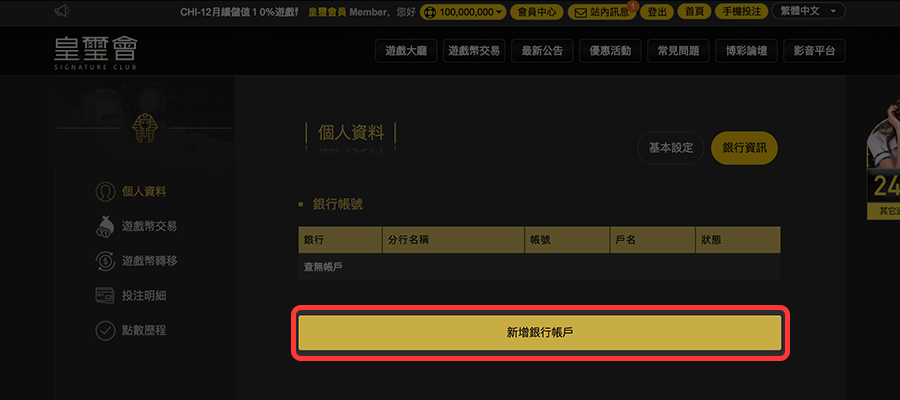 CHI-12月續儲值１0%遊戲幣 皇璽會員 Member，您好 100,000,000 會員中心 站內訊息 1 登出 首頁 手機投注 繁體中文
皇璽會
SIGNATURE CLUB
遊戲大廳 遊戲幣交易 最新公告 優惠活動 常見問題 博彩論壇 影音平台
個人資料
基本設定 銀行資訊
個人資料
遊戲幣交易
遊戲幣轉移
投注明細
點數歷程
銀行帳號
銀行 分行名稱 帳號 戶名 狀態
查無帳戶
新增銀行帳戶
24
其它